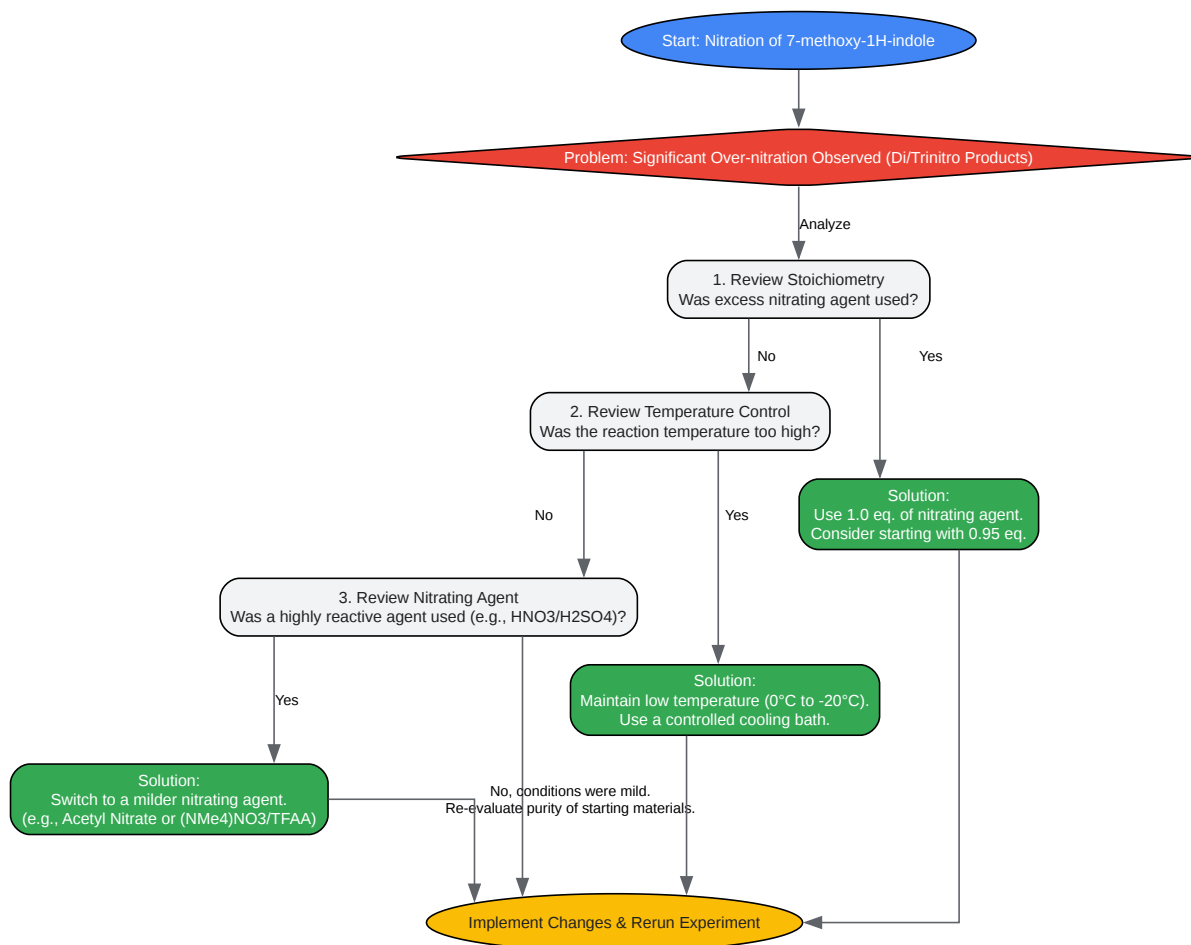 Start: Nitration of 7-methoxy-1H-indole
Problem: Significant Over-nitration Observed (Di/Trinitro Products)
Analyze
1. Review Stoichiometry
Was excess nitrating agent used?
No
Yes
2. Review Temperature Control
Was the reaction temperature too high?
Solution:
Use 1.0 eq. of nitrating agent.
Consider starting with 0.95 eq.
No
Yes
3. Review Nitrating Agent
Was a highly reactive agent used (e.g., HNO3/H2SO4)?
Solution:
Maintain low temperature (0°C to -20°C).
Use a controlled cooling bath.
Yes
Solution:
Switch to a milder nitrating agent.
(e.g., Acetyl Nitrate or (NMe4)NO3/TFAA)
No, conditions were mild.
Re-evaluate purity of starting materials.
Implement Changes & Rerun Experiment